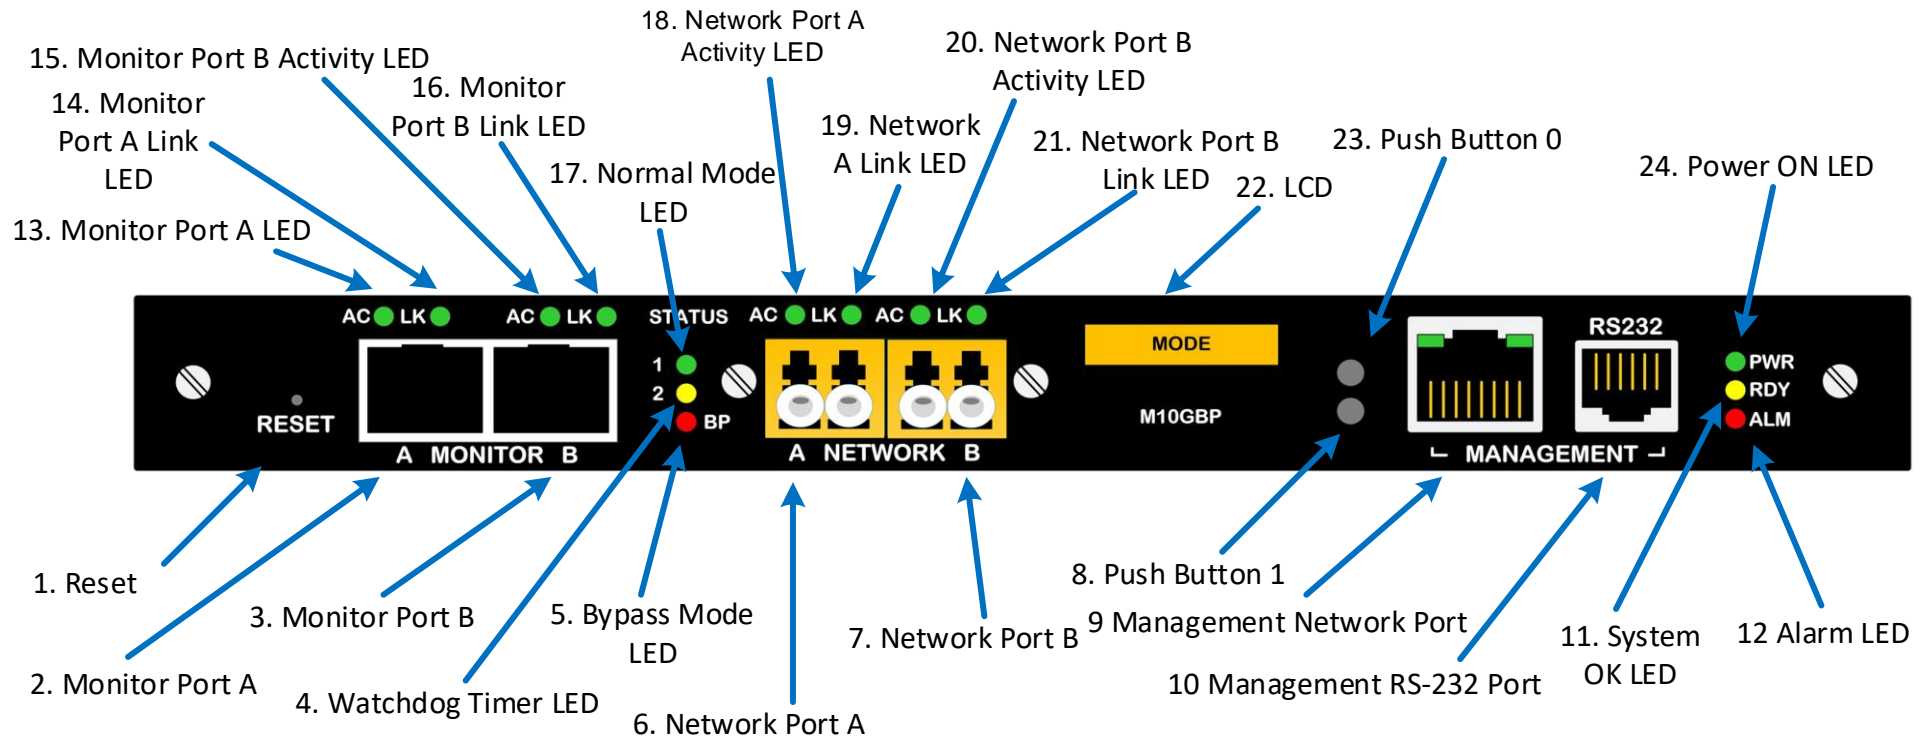 18. Network Port A
Activity LED
15. Monitor Port B Activity LED
20. Network Port B
Activity LED
16. Monitor
Port B Link LED
14. Monitor
Port A Link
LED
19. Network
A Link LED
21. Network Port B
Link LED
23. Push Button 0
24. Power ON LED
17. Normal Mode
LED
22. LCD
13. Monitor Port A LED
AC LK AC LK STATUS AC LK AC LK
RS232
MODE
1
2
BP
PWR
RDY
ALM
RESET
M10GBP
A MONITOR B
A NETWORK B
MANAGEMENT
1. Reset
8. Push Button 1
3. Monitor Port B
5. Bypass Mode
LED
7. Network Port B
9 Management Network Port
11. System
OK LED
12 Alarm LED
2. Monitor Port A
4. Watchdog Timer LED
10 Management RS-232 Port
6. Network Port A